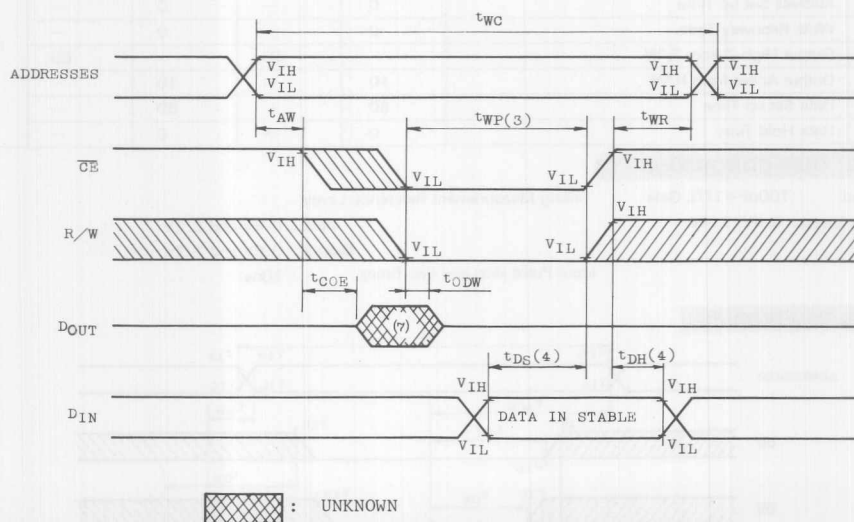 tWC
ADDRESSES
VIH
VIL
VIH
VIL
VIH
VIL
tAW
tWP(3)
tWR
CE
VIH
VIL
VIL
VIH
R/W
VIL
VIL
VIH
tCOE
tODW
DOUT
(7)
tDS(4)
tDH(4)
DIN
VIH
VIL
DATA IN STABLE
VIH
VIL
: UNKNOWN